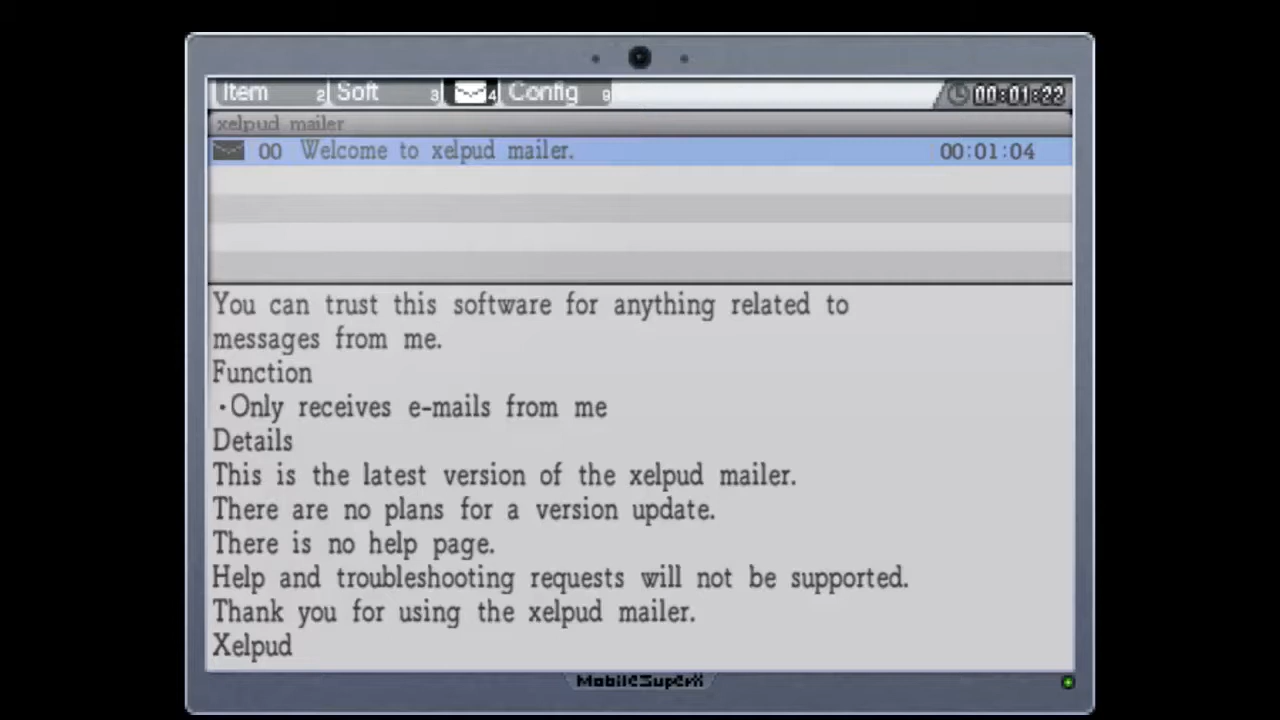 Item 2 Soft 3 4 Config 9 00:01:22
xelpud mailer
00 Welcome to xelpud mailer. 00:01:04
You can trust this software for anything related to
messages from me.
Function
・Only receives e-mails from me
Details
This is the latest version of the xelpud mailer.
There are no plans for a version update.
There is no help page.
Help and troubleshooting requests will not be supported.
Thank you for using the xelpud mailer.
Xelpud
MobileSuperX